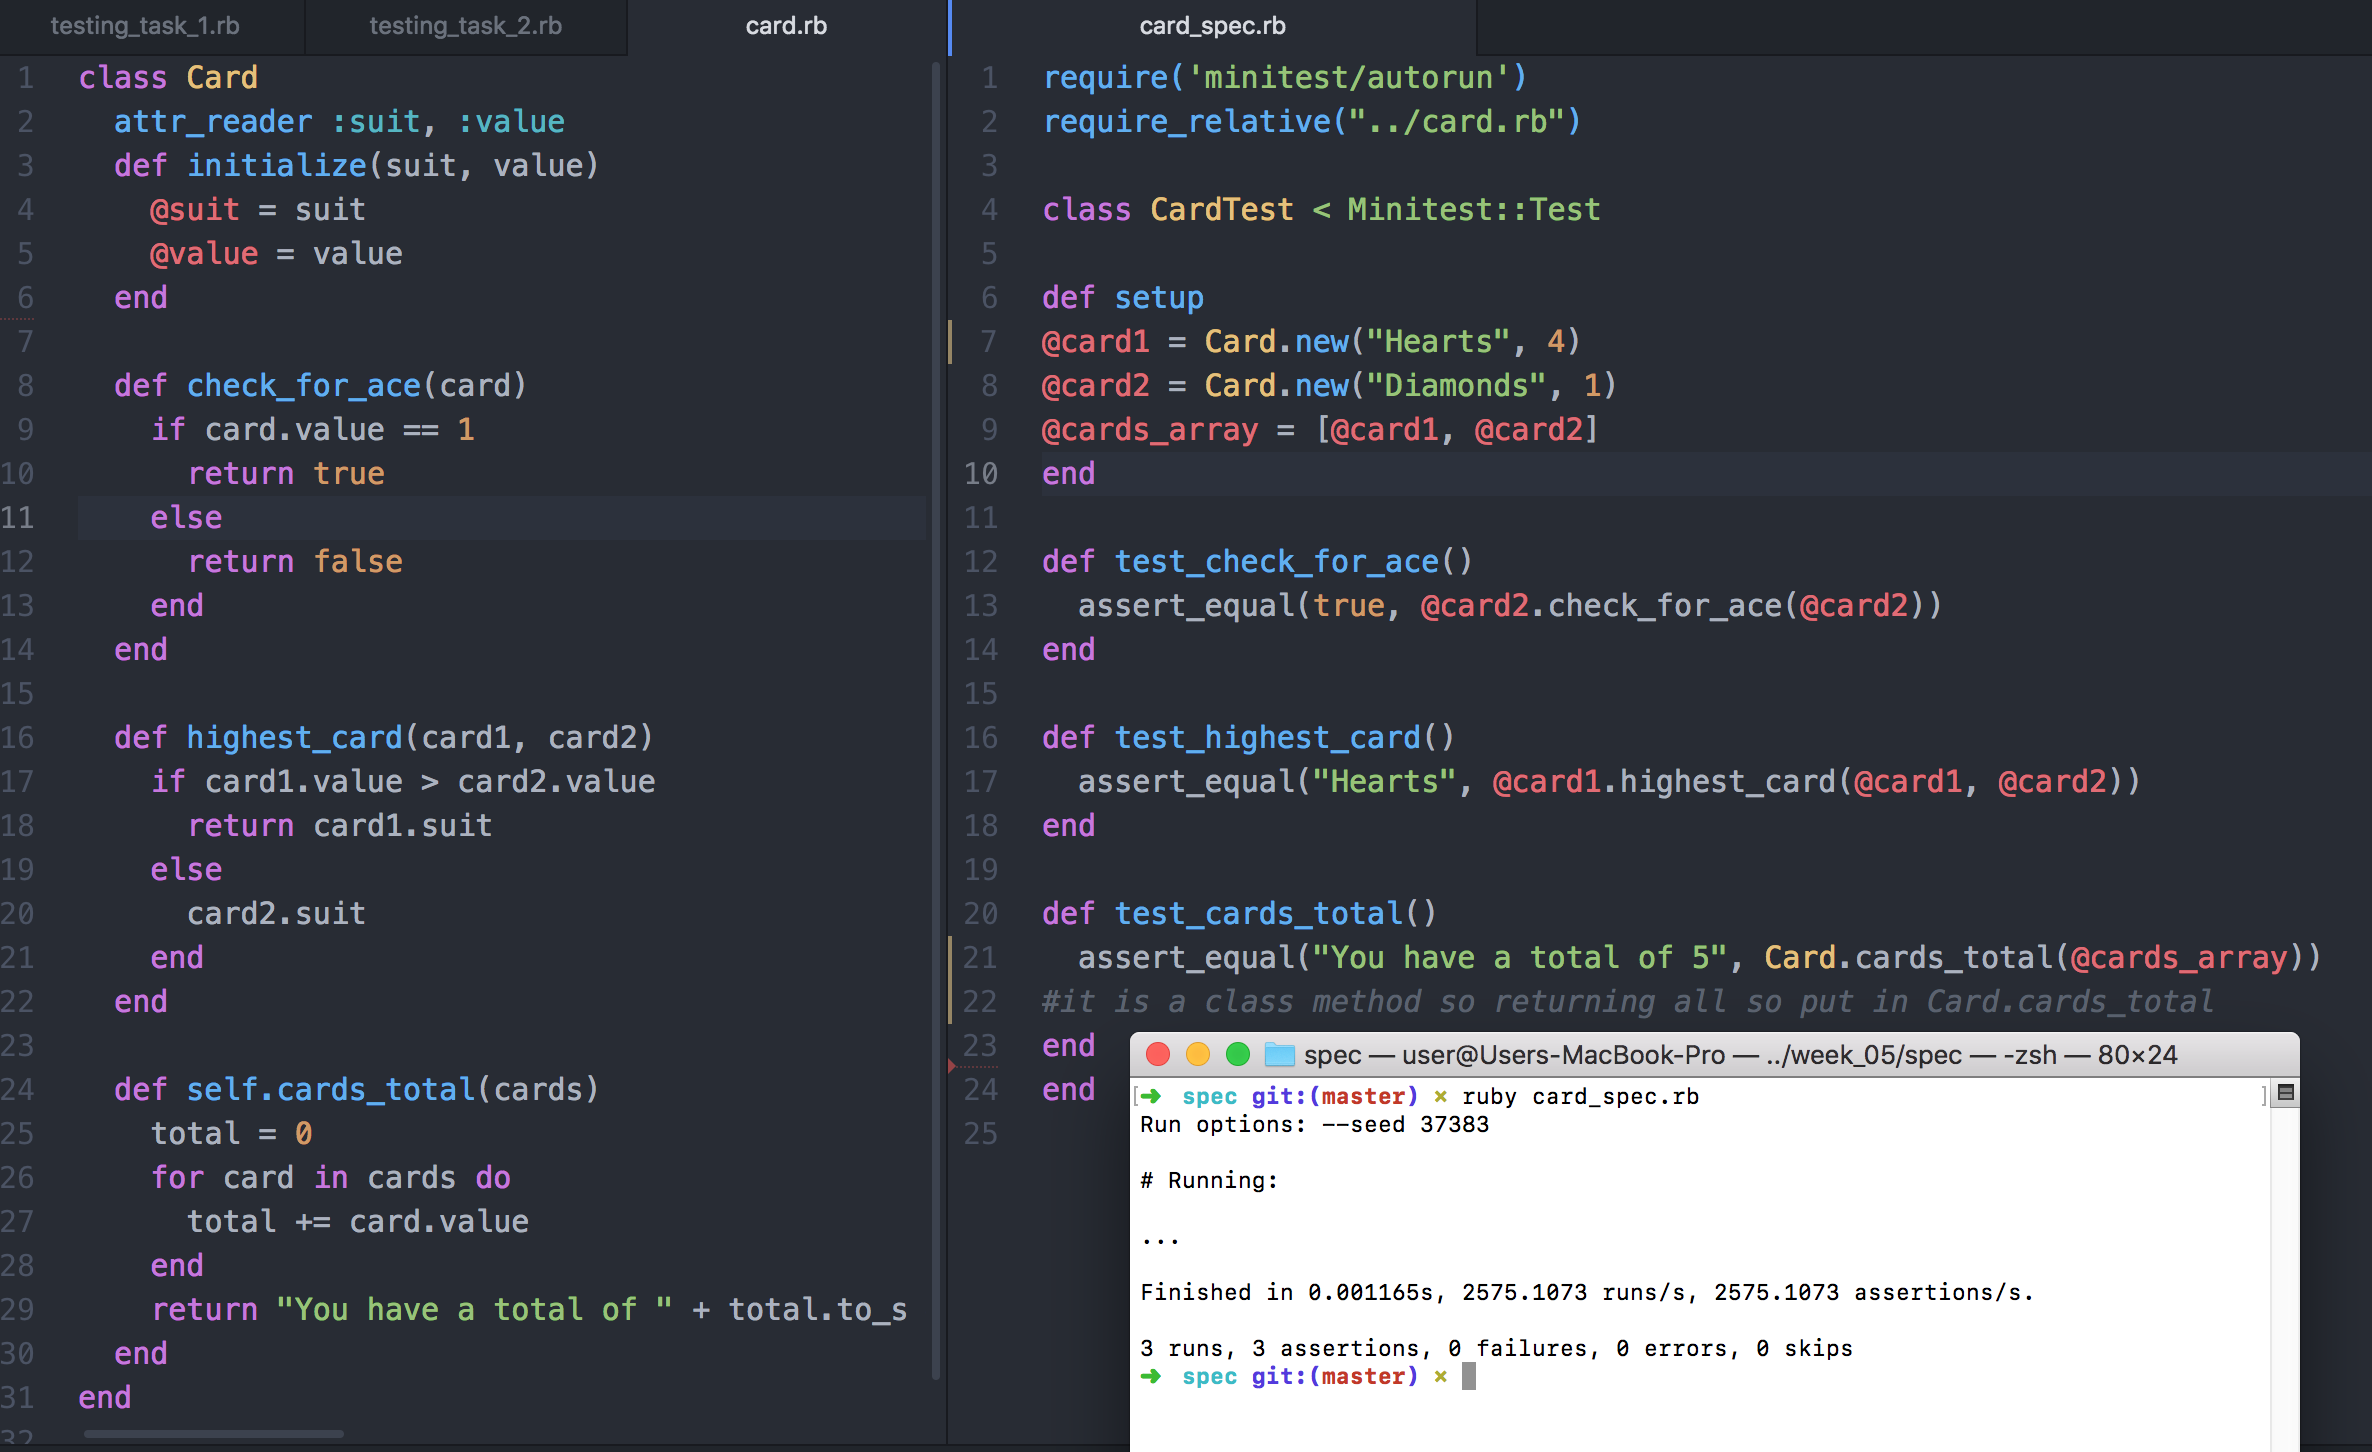 testing_task_1.rb
testing_task_2.rb
card.rb
1 class Card
2 attr_reader :suit, :value
3 def initialize(suit, value)
4 @suit = suit
5 @value = value
6 end
7
8 def check_for_ace(card)
9 if card.value == 1
10 return true
11 else
12 return false
13 end
14 end
15
16 def highest_card(card1, card2)
17 if card1.value > card2.value
18 return card1.suit
19 else
20 card2.suit
21 end
22 end
23
24 def self.cards_total(cards)
25 total = 0
26 for card in cards do
27 total += card.value
28 end
29 return "You have a total of " + total.to_s
30 end
31 end
32
card_spec.rb
1 require('minitest/autorun')
2 require_relative("../card.rb")
3
4 class CardTest < Minitest::Test
5
6 def setup
7 @card1 = Card.new("Hearts", 4)
8 @card2 = Card.new("Diamonds", 1)
9 @cards_array = [@card1, @card2]
10 end
11
12 def test_check_for_ace()
13 assert_equal(true, @card2.check_for_ace(@card2))
14 end
15
16 def test_highest_card()
17 assert_equal("Hearts", @card1.highest_card(@card1, @card2))
18 end
19
20 def test_cards_total()
21 assert_equal("You have a total of 5", Card.cards_total(@cards_array))
22 #it is a class method so returning all so put in Card.cards_total
23 end
24 end
25
spec — user@Users-MacBook-Pro — ../week_05/spec — -zsh — 80×24
[➜ spec git:(master) × ruby card_spec.rb ]
Run options: --seed 37383
# Running:
...
Finished in 0.001165s, 2575.1073 runs/s, 2575.1073 assertions/s.
3 runs, 3 assertions, 0 failures, 0 errors, 0 skips
➜ spec git:(master) ×